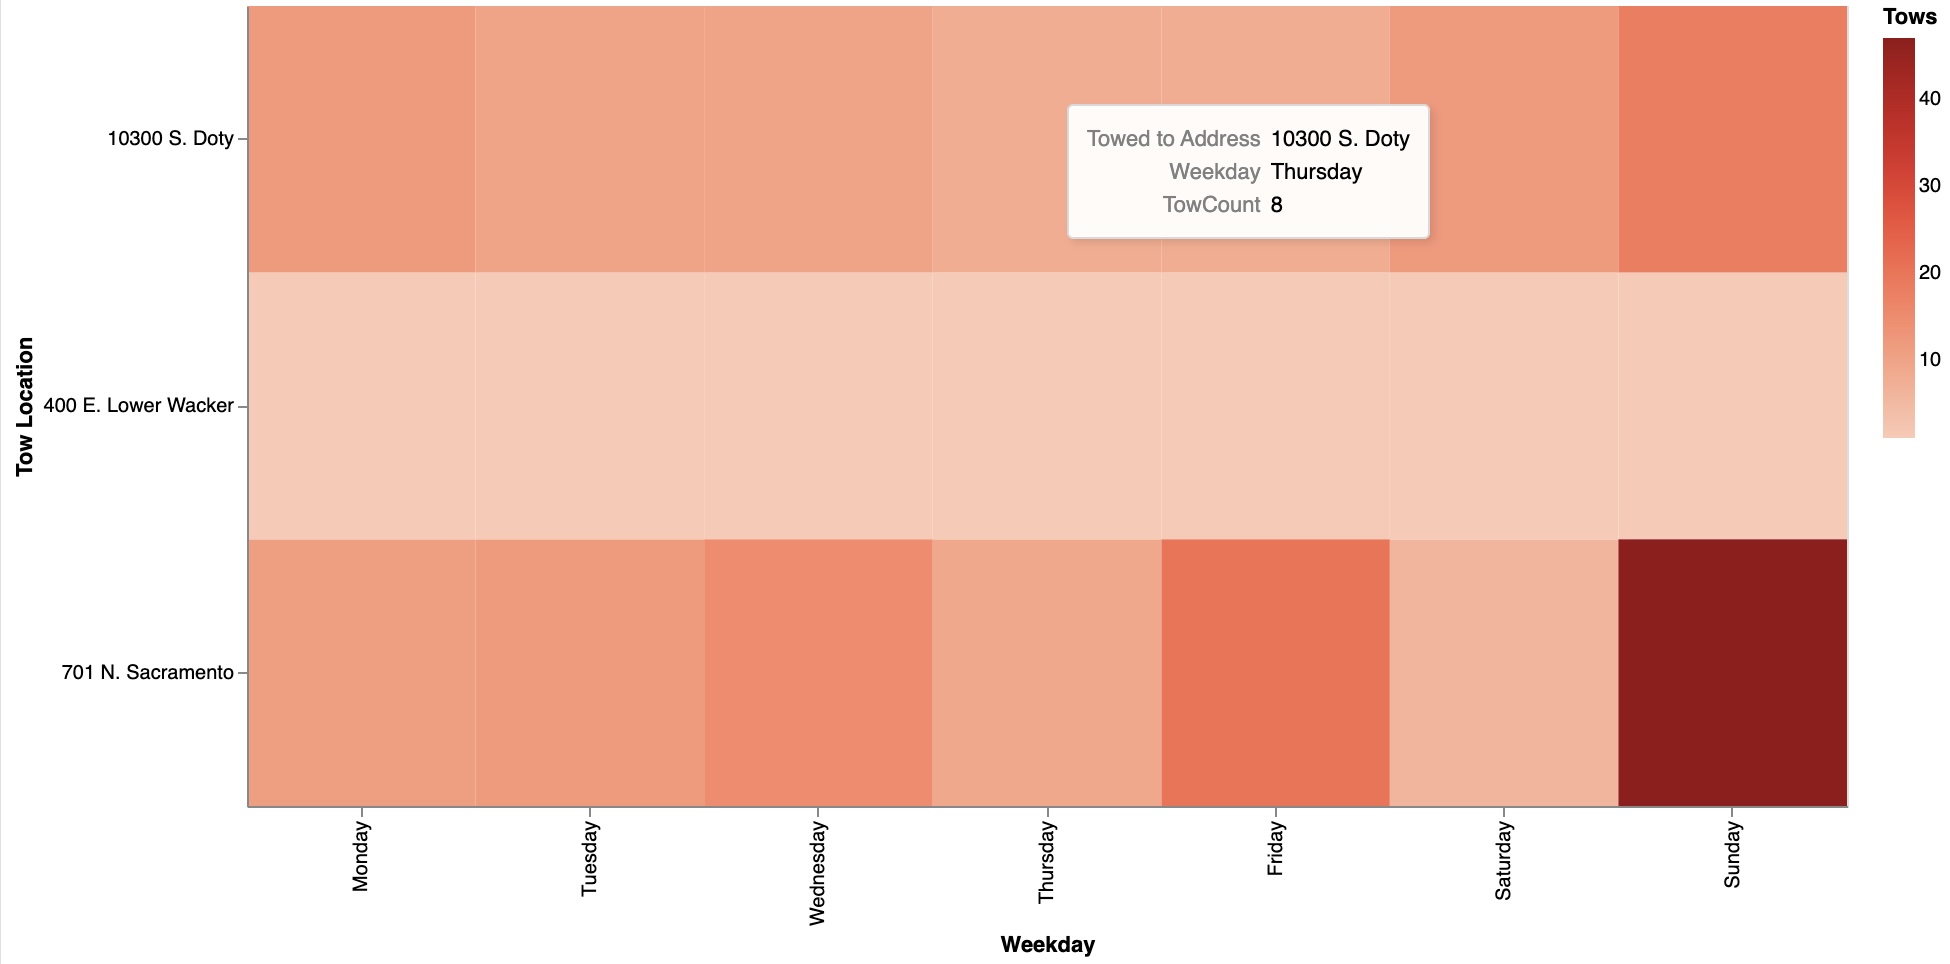 Tows
40
30
20
10
Tow Location
10300 S. Doty
400 E. Lower Wacker
701 N. Sacramento
Towed to Address 10300 S. Doty
Weekday Thursday
TowCount 8
Monday
Tuesday
Wednesday
Thursday
Friday
Saturday
Sunday
Weekday